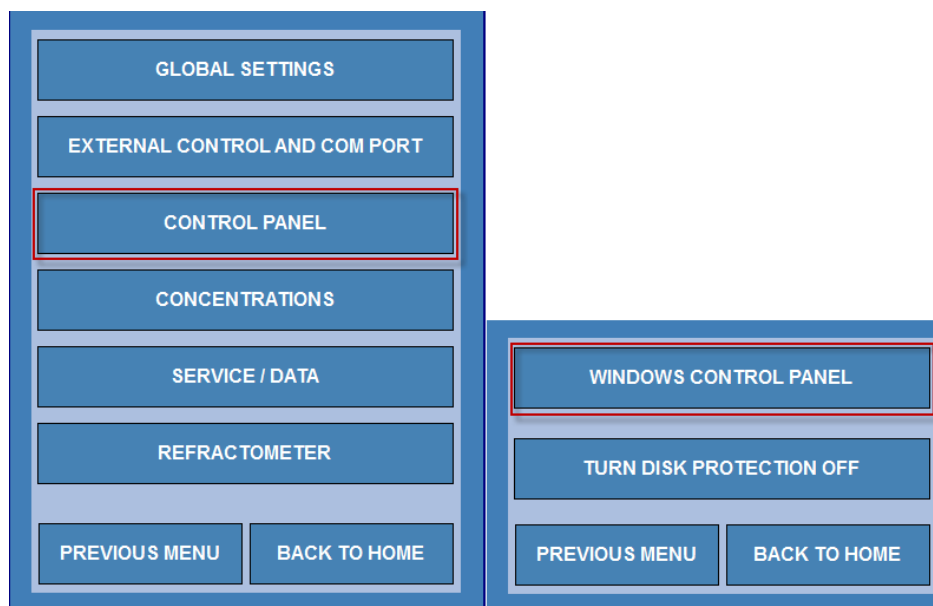 GLOBAL SETTINGS
EXTERNAL CONTROL AND COM PORT
CONTROL PANEL
CONCENTRATIONS
SERVICE / DATA
REFRACTOMETER
PREVIOUS MENU
BACK TO HOME
WINDOWS CONTROL PANEL
TURN DISK PROTECTION OFF
PREVIOUS MENU
BACK TO HOME